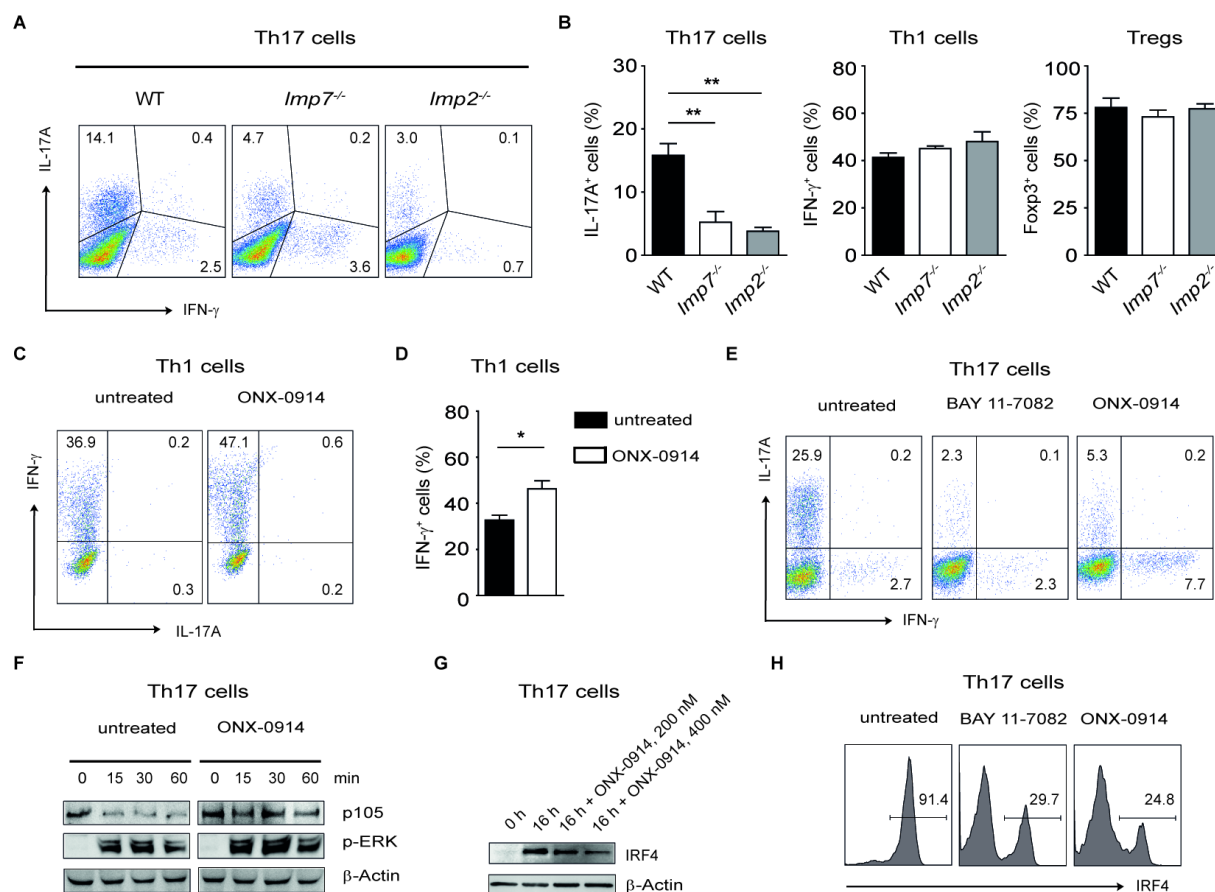 A
Th17 cells
WT
Imp7-/-
Imp2-/-
IL-17A
14.1
0.4
2.5
4.7
0.2
3.6
3.0
0.1
0.7
IFN-γ
B
Th17 cells
IL-17A+ cells (%)
30
20
10
0
**
**
WT
Imp7-/-
Imp2-/-
Th1 cells
IFN-γ+ cells (%)
80
60
40
20
0
WT
Imp7-/-
Imp2-/-
Tregs
Foxp3+ cells (%)
100
75
50
25
0
WT
Imp7-/-
Imp2-/-
C
Th1 cells
untreated
ONX-0914
IFN-γ
36.9
0.2
0.3
47.1
0.6
0.2
IL-17A
D
Th1 cells
IFN-γ+ cells (%)
80
60
40
20
0
*
untreated
ONX-0914
E
Th17 cells
untreated
BAY 11-7082
ONX-0914
IL-17A
25.9
0.2
2.7
2.3
0.1
2.3
5.3
0.2
7.7
IFN-γ
F
Th17 cells
untreated
ONX-0914
0 15 30 60 0 15 30 60 min
p105
p-ERK
β-Actin
G
Th17 cells
0 h
16 h
16 h + ONX-0914, 200 nM
16 h + ONX-0914, 400 nM
IRF4
β-Actin
H
Th17 cells
untreated
BAY 11-7082
ONX-0914
91.4
29.7
24.8
IRF4